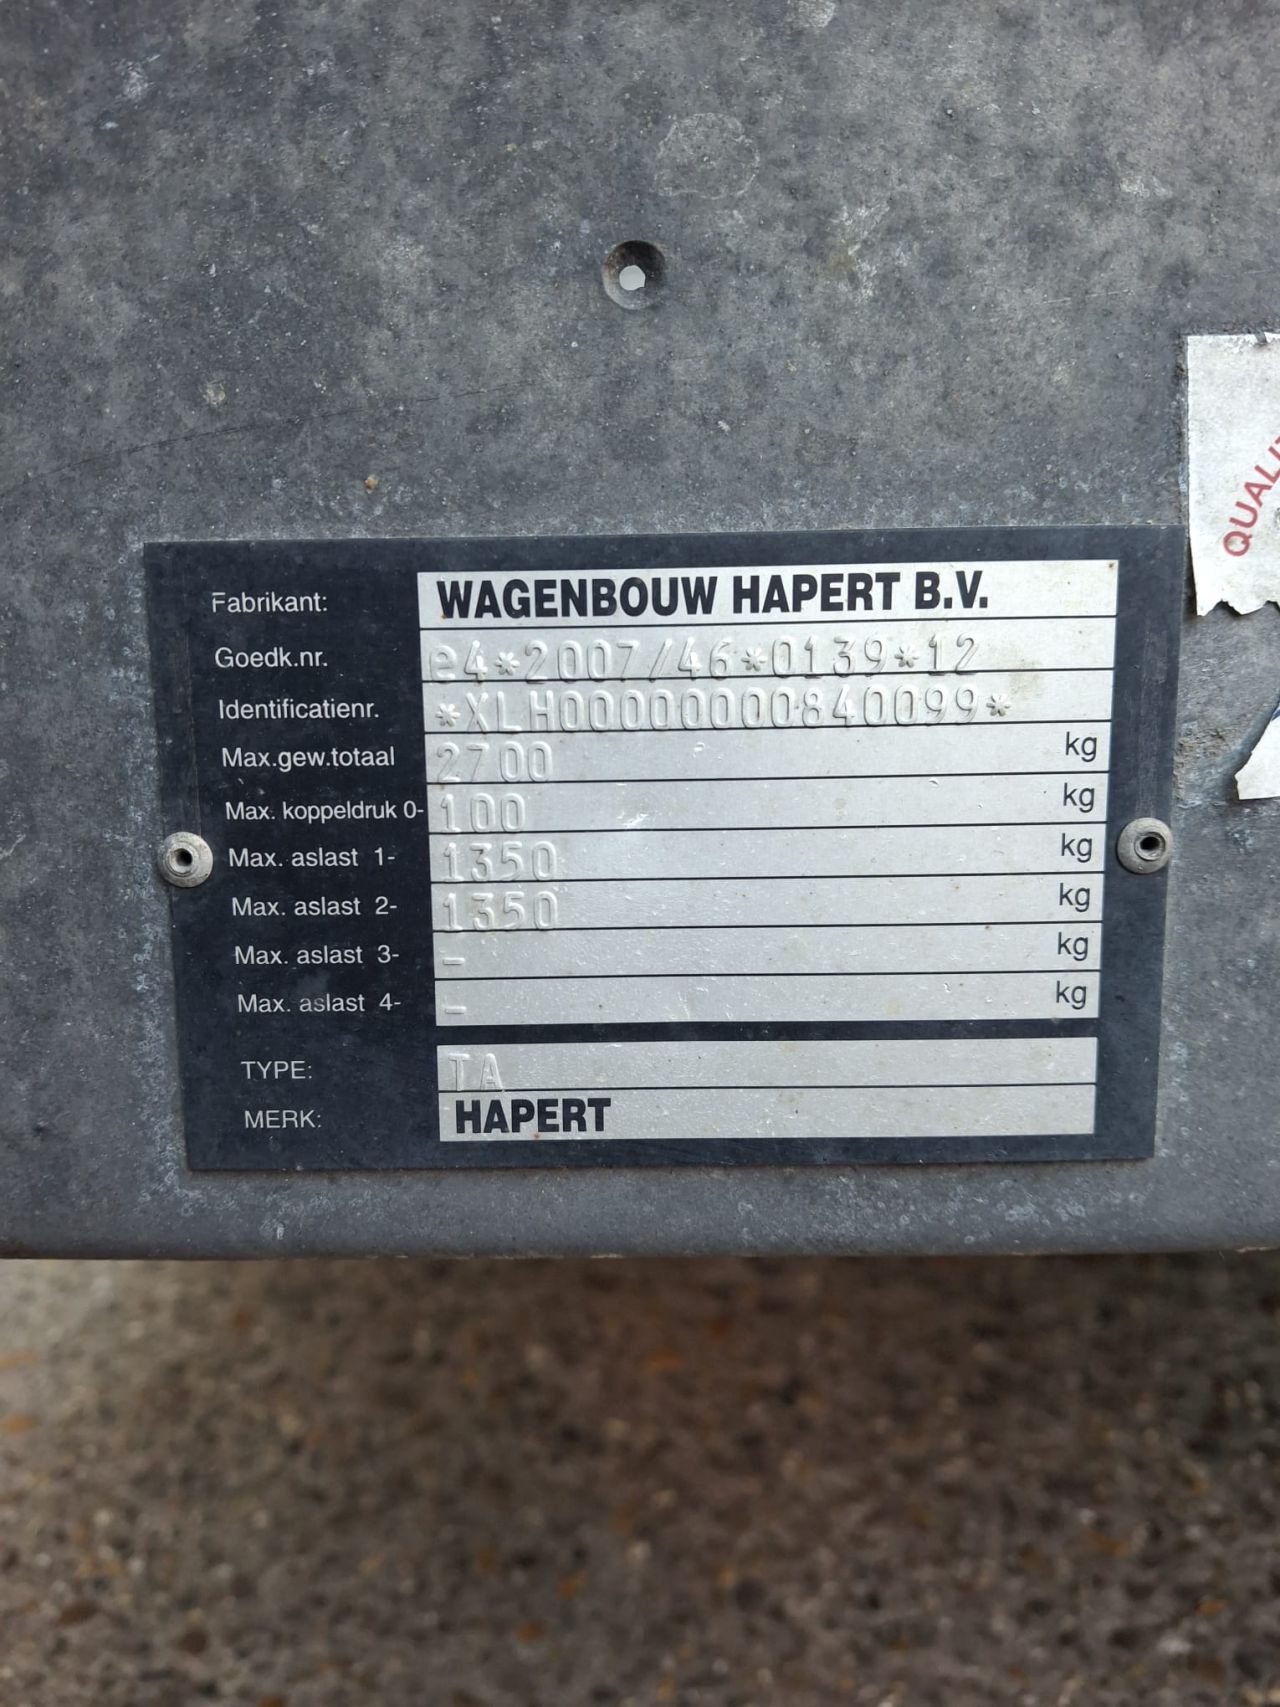 QUALIT
Fabrikant: WAGENBOUW HAPERT B.V.
Goedk.nr. e4*2007/46*0139*12
Identificatienr. *XLH00000000840099*
Max.gew.totaal 2700 kg
Max. koppeldruk 0- 100 kg
Max. aslast 1- 1350 kg
Max. aslast 2- 1350 kg
Max. aslast 3- - kg
Max. aslast 4- - kg
TYPE: TA
MERK: HAPERT